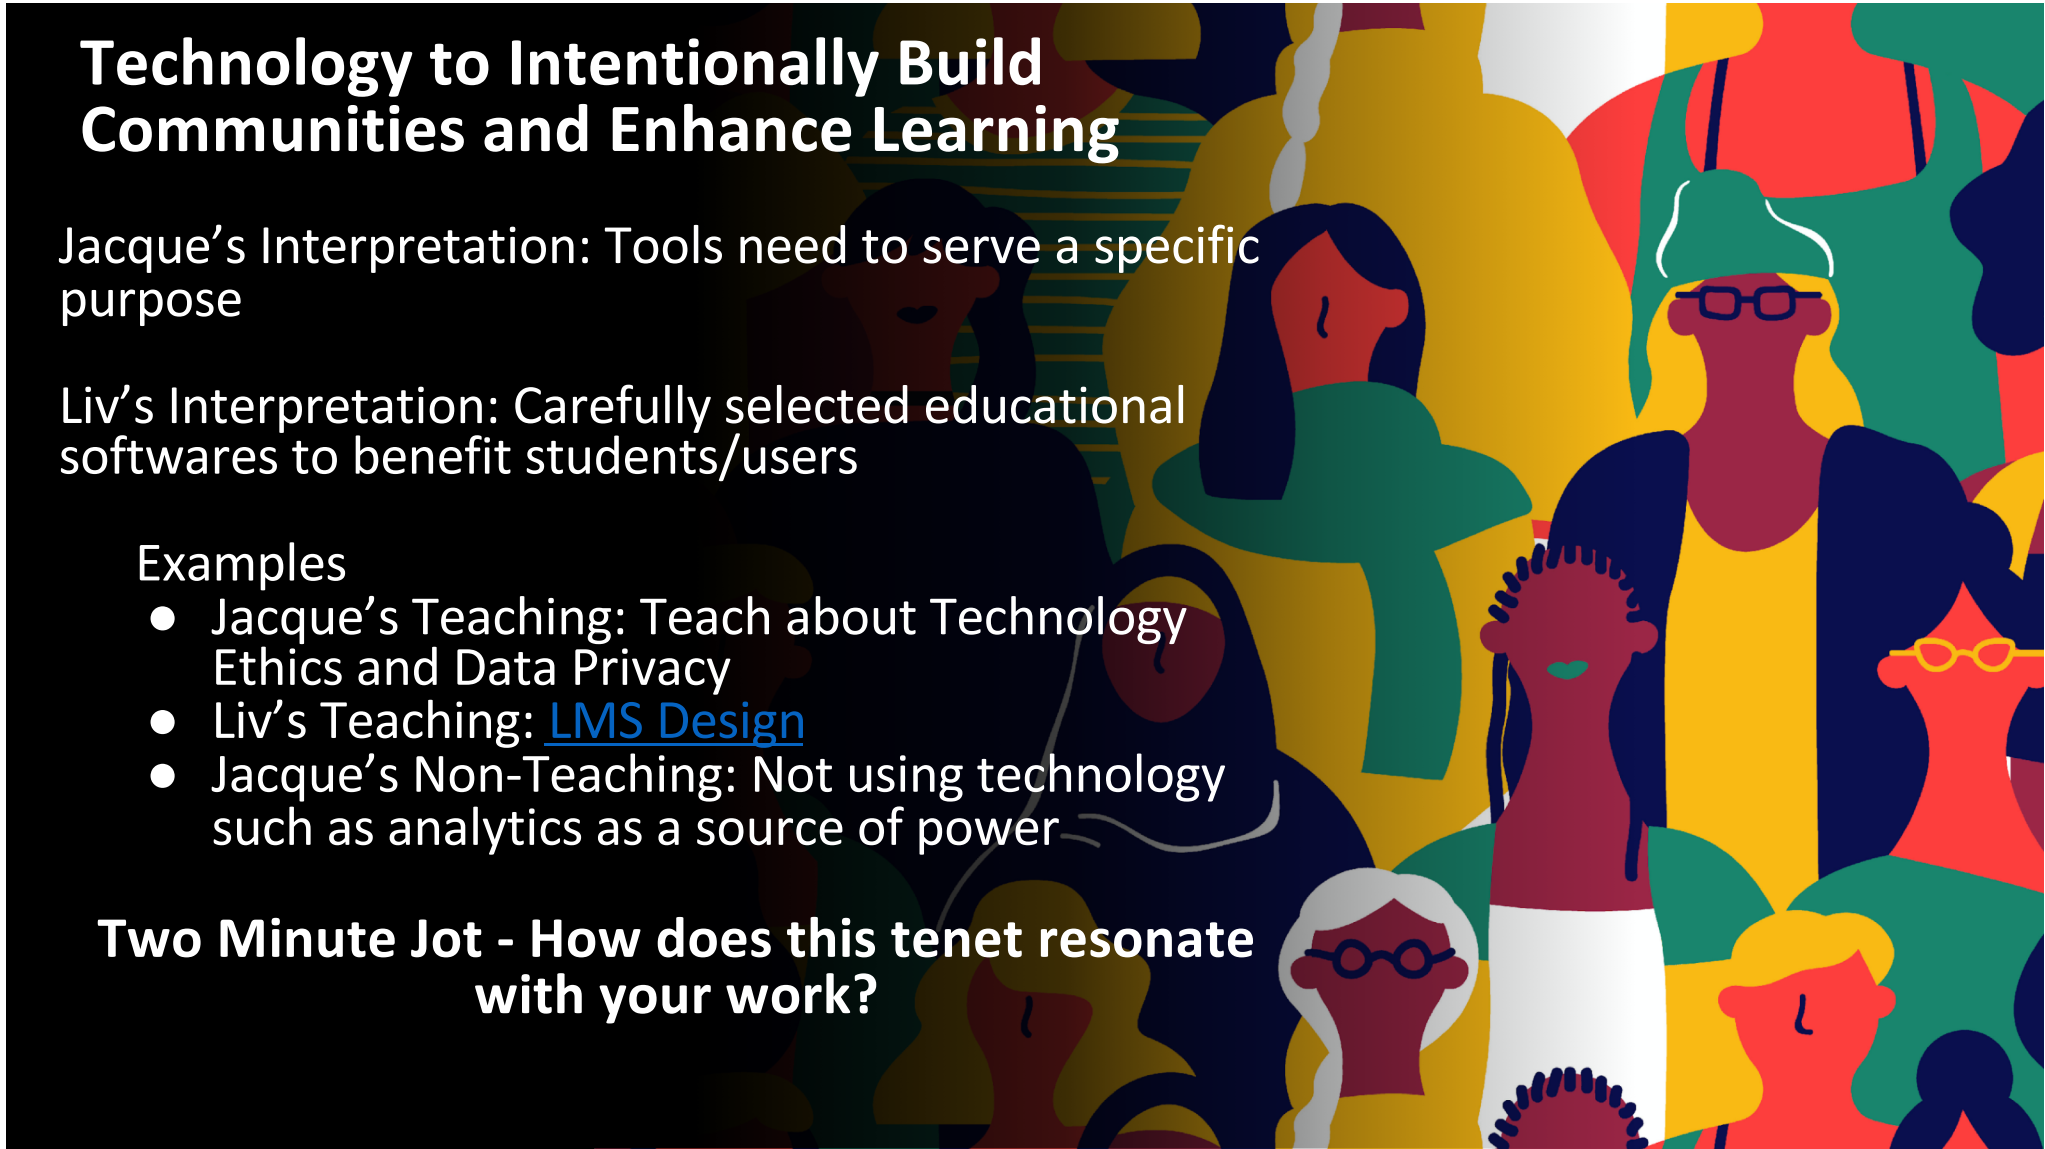 Technology to Intentionally Build
Communities and Enhance Learning
Jacque’s Interpretation: Tools need to serve a specific
purpose
Liv’s Interpretation: Carefully selected educational
softwares to benefit students/users
Examples
● Jacque’s Teaching: Teach about Technology
Ethics and Data Privacy
● Liv’s Teaching: LMS Design
● Jacque’s Non-Teaching: Not using technology
such as analytics as a source of power
Two Minute Jot - How does this tenet resonate
with your work?